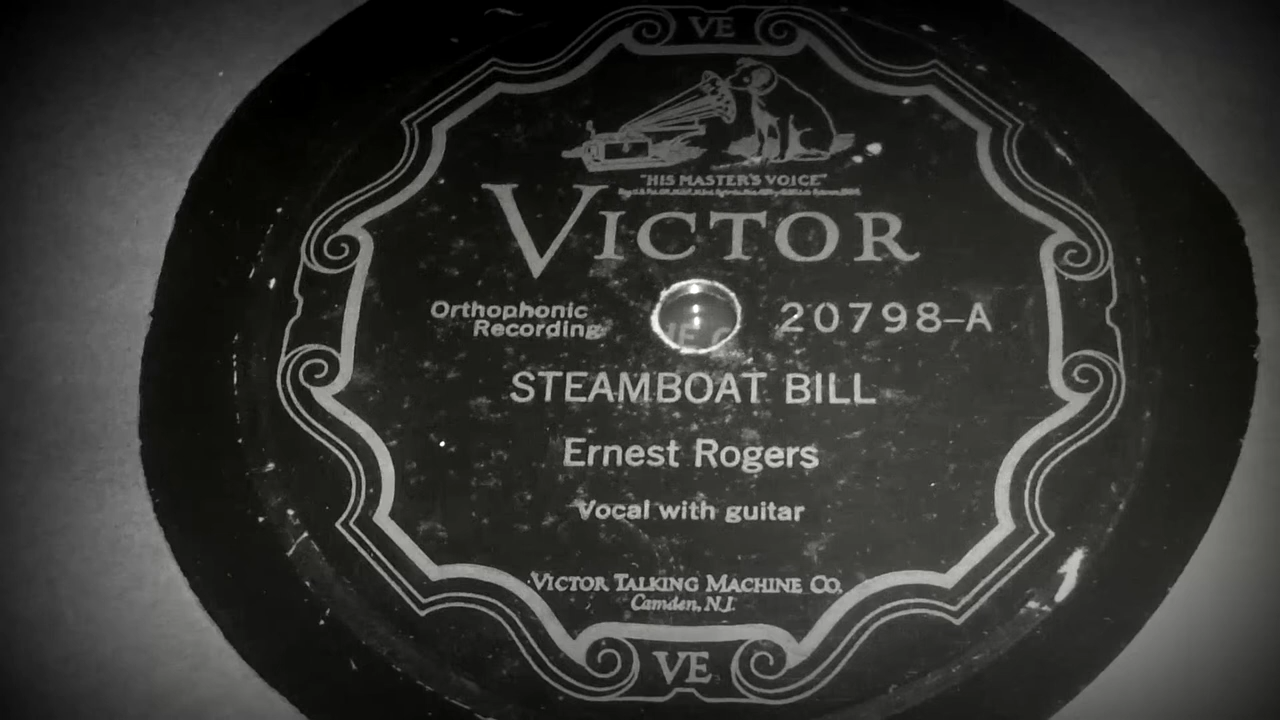 VE
"HIS MASTER'S VOICE"
VICTOR
Orthophonic
Recording
20798-A
STEAMBOAT BILL
Ernest Rogers
Vocal with guitar
VICTOR TALKING MACHINE CO.
Camden, N.J.
VE